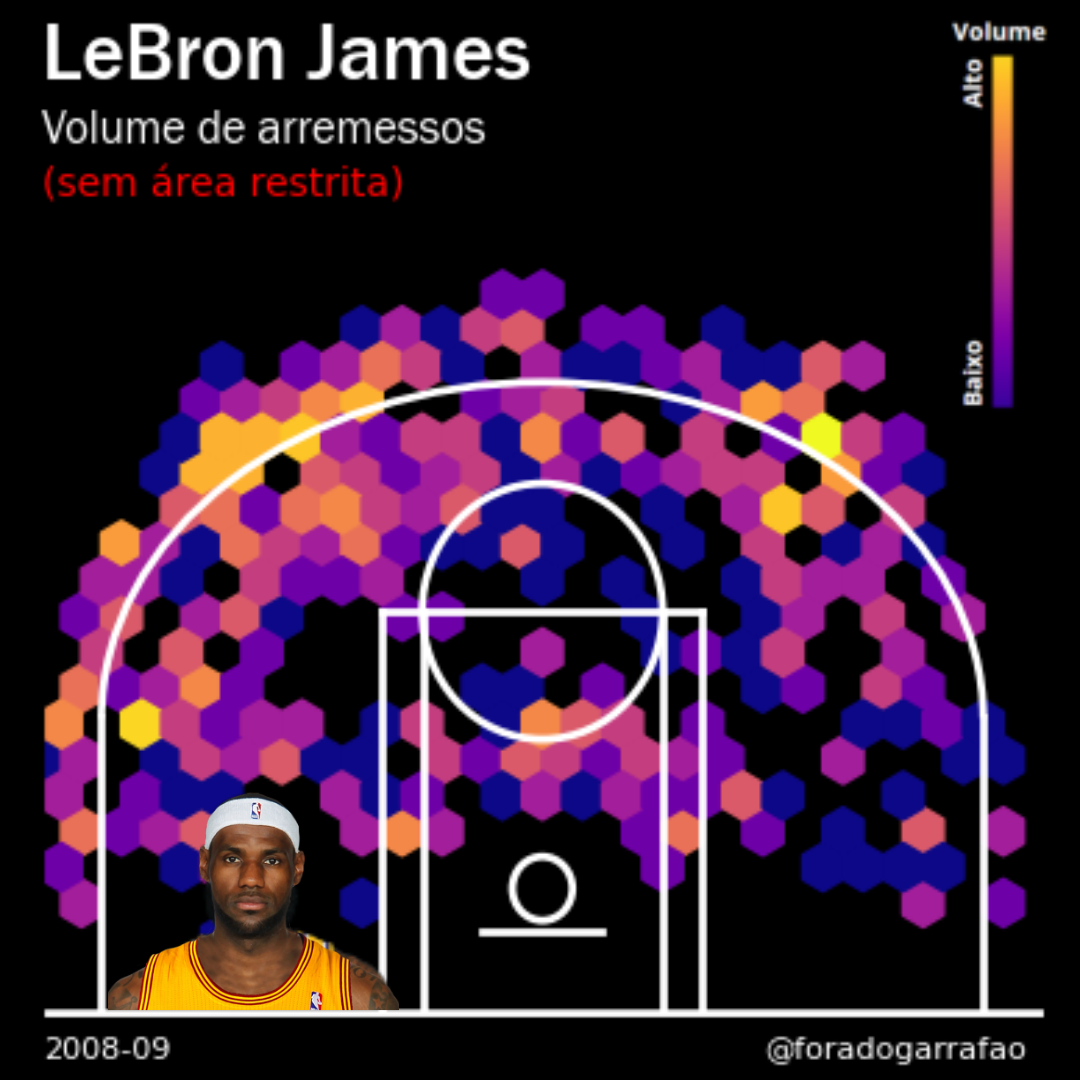 LeBron James
Volume de arremessos
(sem área restrita)
Volume
Alto
Baixo
2008-09
@foradogarrafao